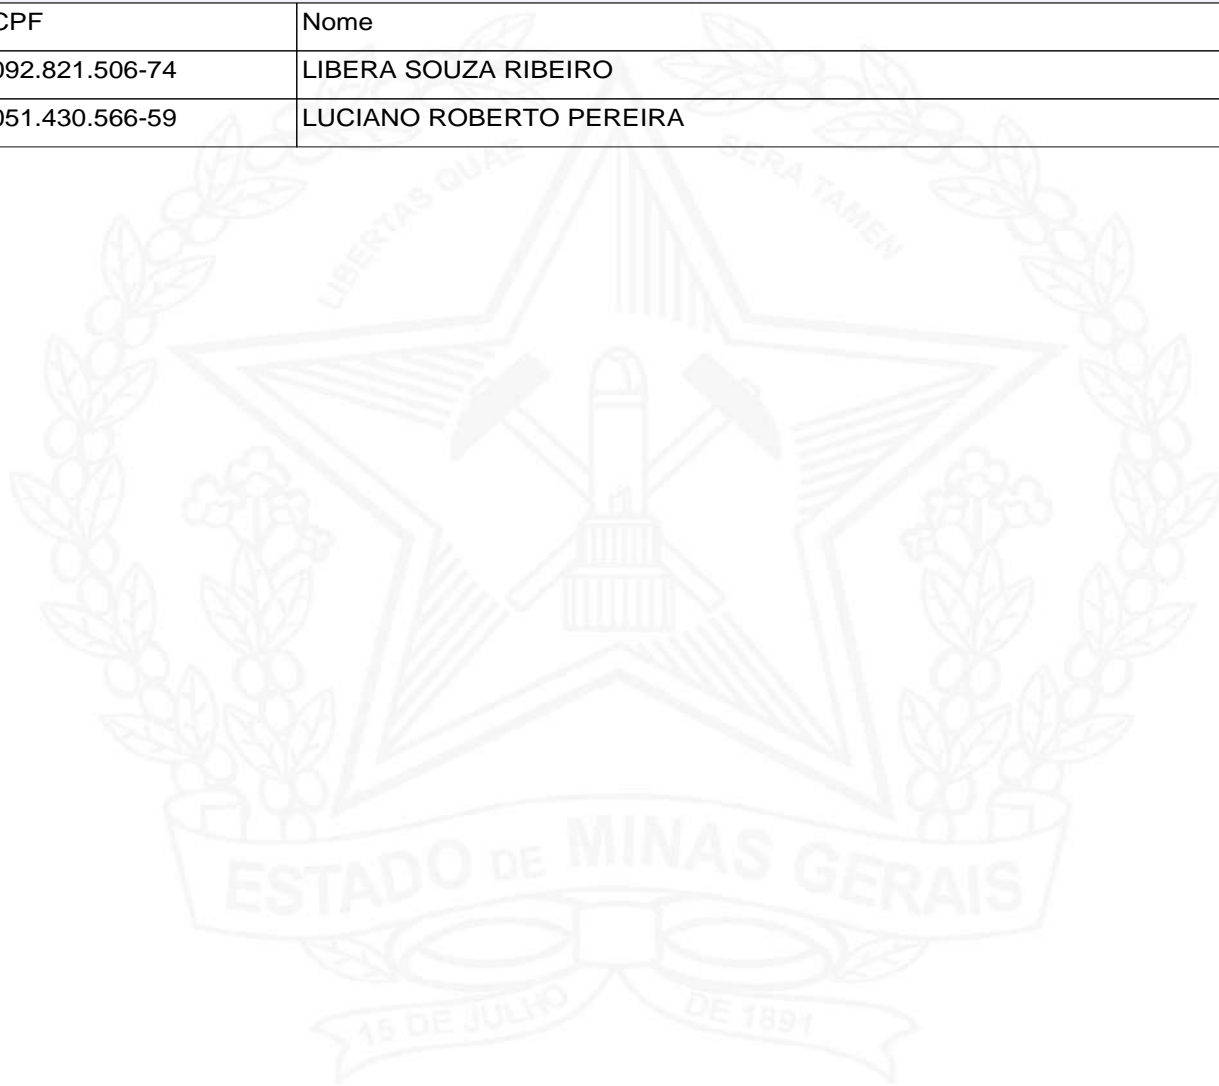 CPF Nome
092.821.506-74 LIBERA SOUZA RIBEIRO
051.430.566-59 LUCIANO ROBERTO PEREIRA
LIBERTAS QUAE SERA TAMEN
ESTADO DE MINAS GERAIS
15 DE JULHO DE 1891